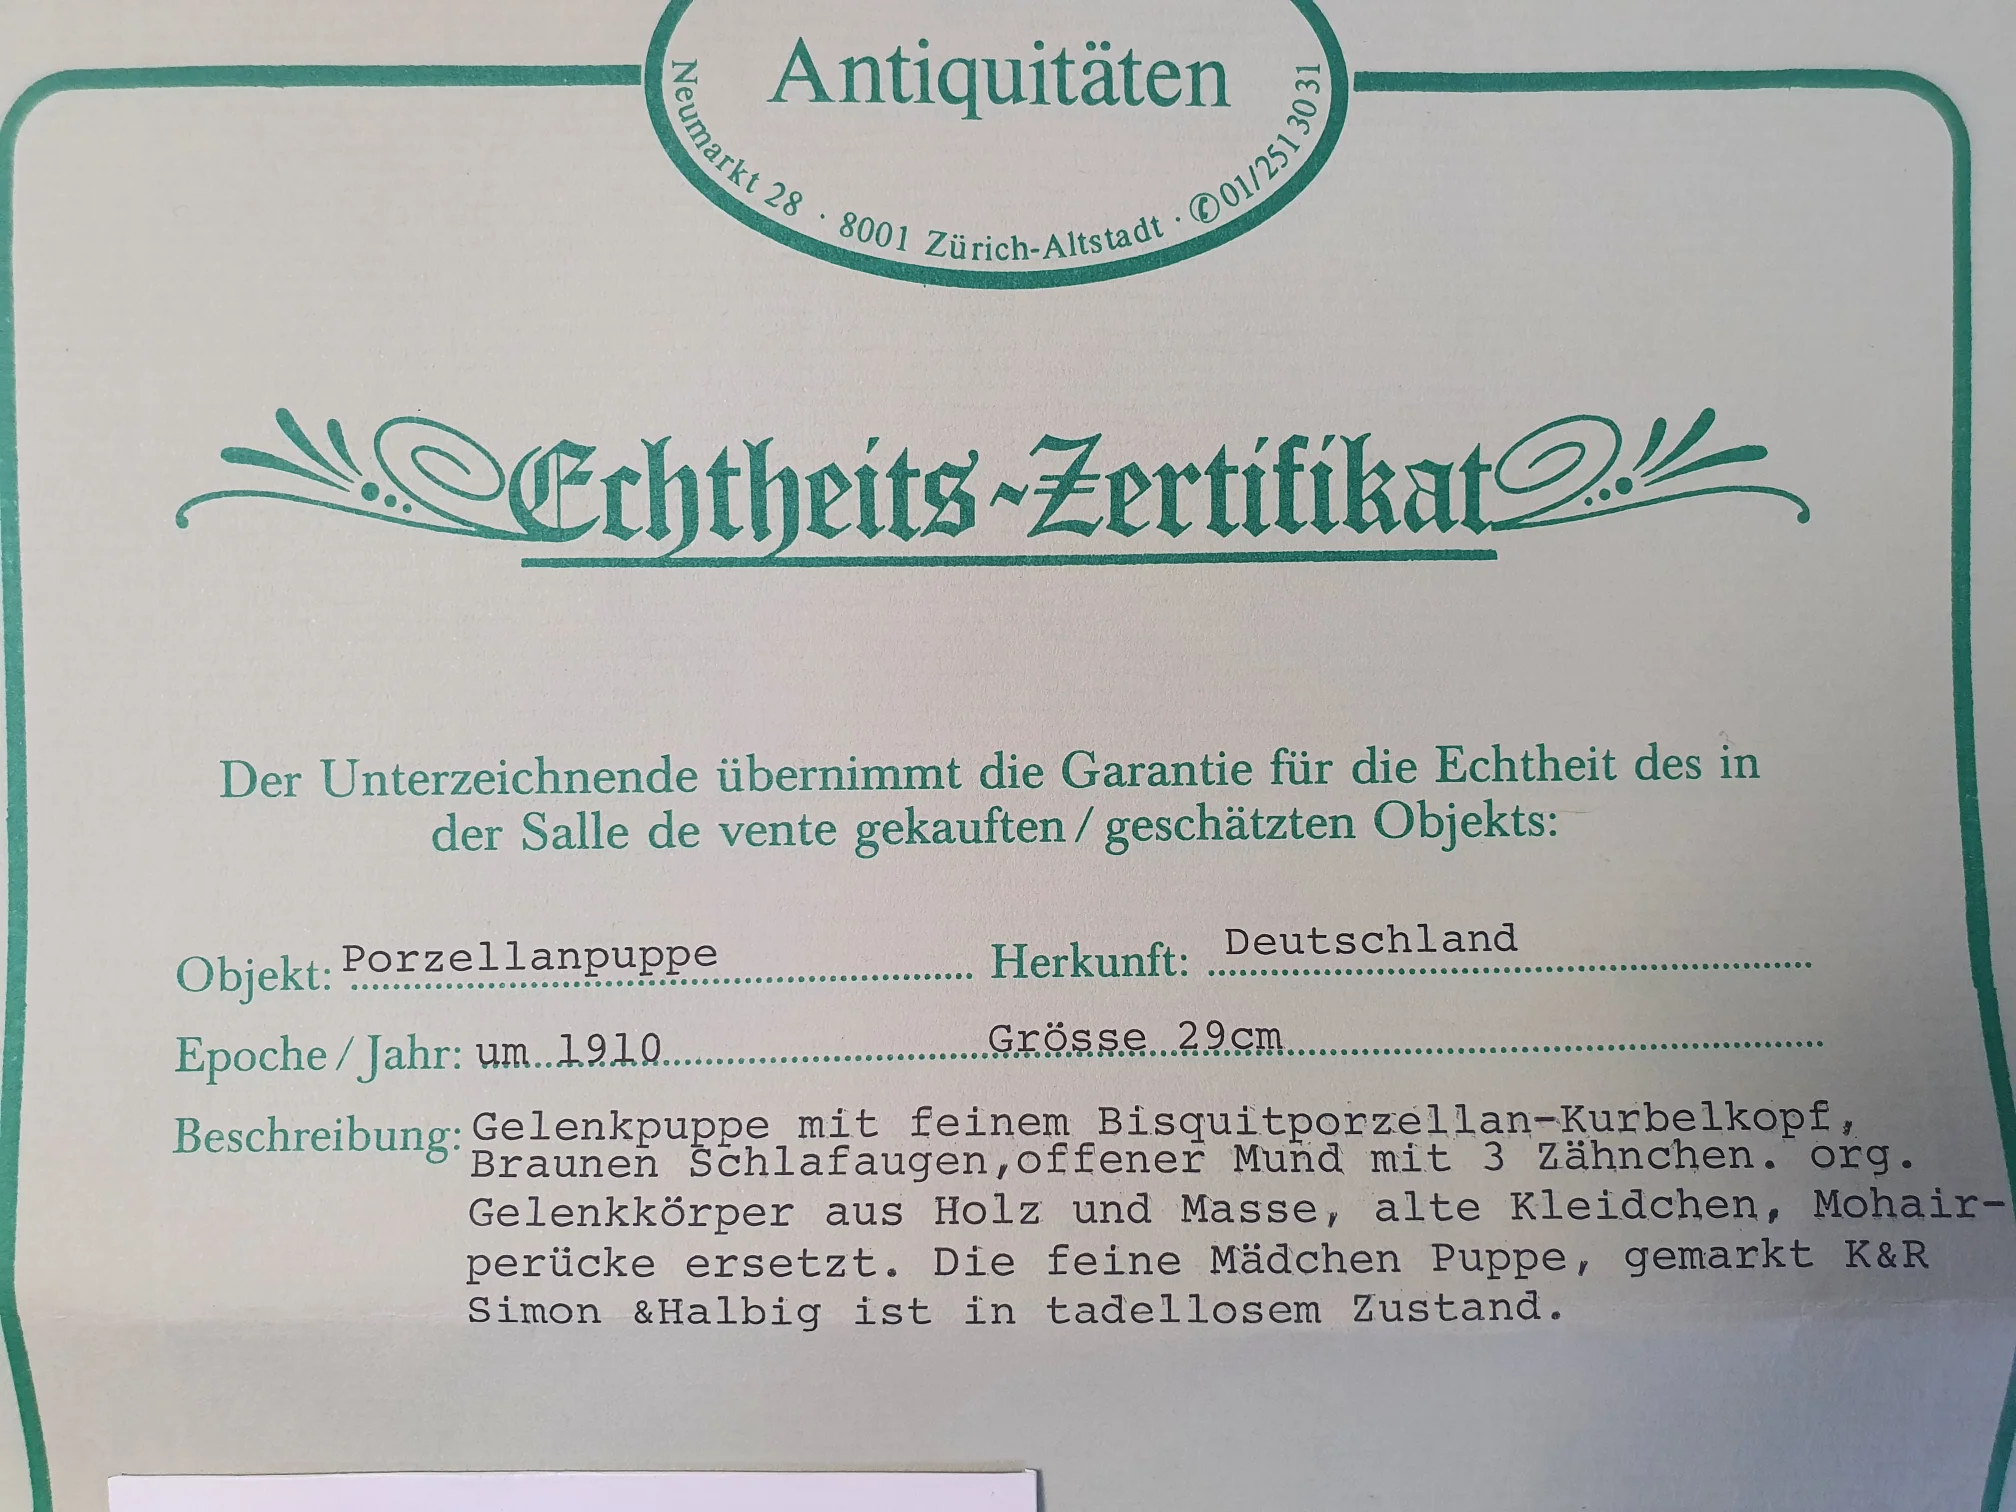 Antiquitäten
Neumarkt 28 · 8001 Zürich-Altstadt · ✆ 01/251 30 31
Echtheits-Zertifikat
Der Unterzeichnende übernimmt die Garantie für die Echtheit des in
der Salle de vente gekauften / geschätzten Objekts:
Objekt: Porzellanpuppe Herkunft: Deutschland
Epoche / Jahr: um 1910 Grösse 29cm
Beschreibung: Gelenkpuppe mit feinem Bisquitporzellan-Kurbelkopf,
Braunen Schlafaugen,offener Mund mit 3 Zähnchen. org.
Gelenkkörper aus Holz und Masse, alte Kleidchen, Mohair-
perücke ersetzt. Die feine Mädchen Puppe, gemarkt K&R
Simon &Halbig ist in tadellosem Zustand.